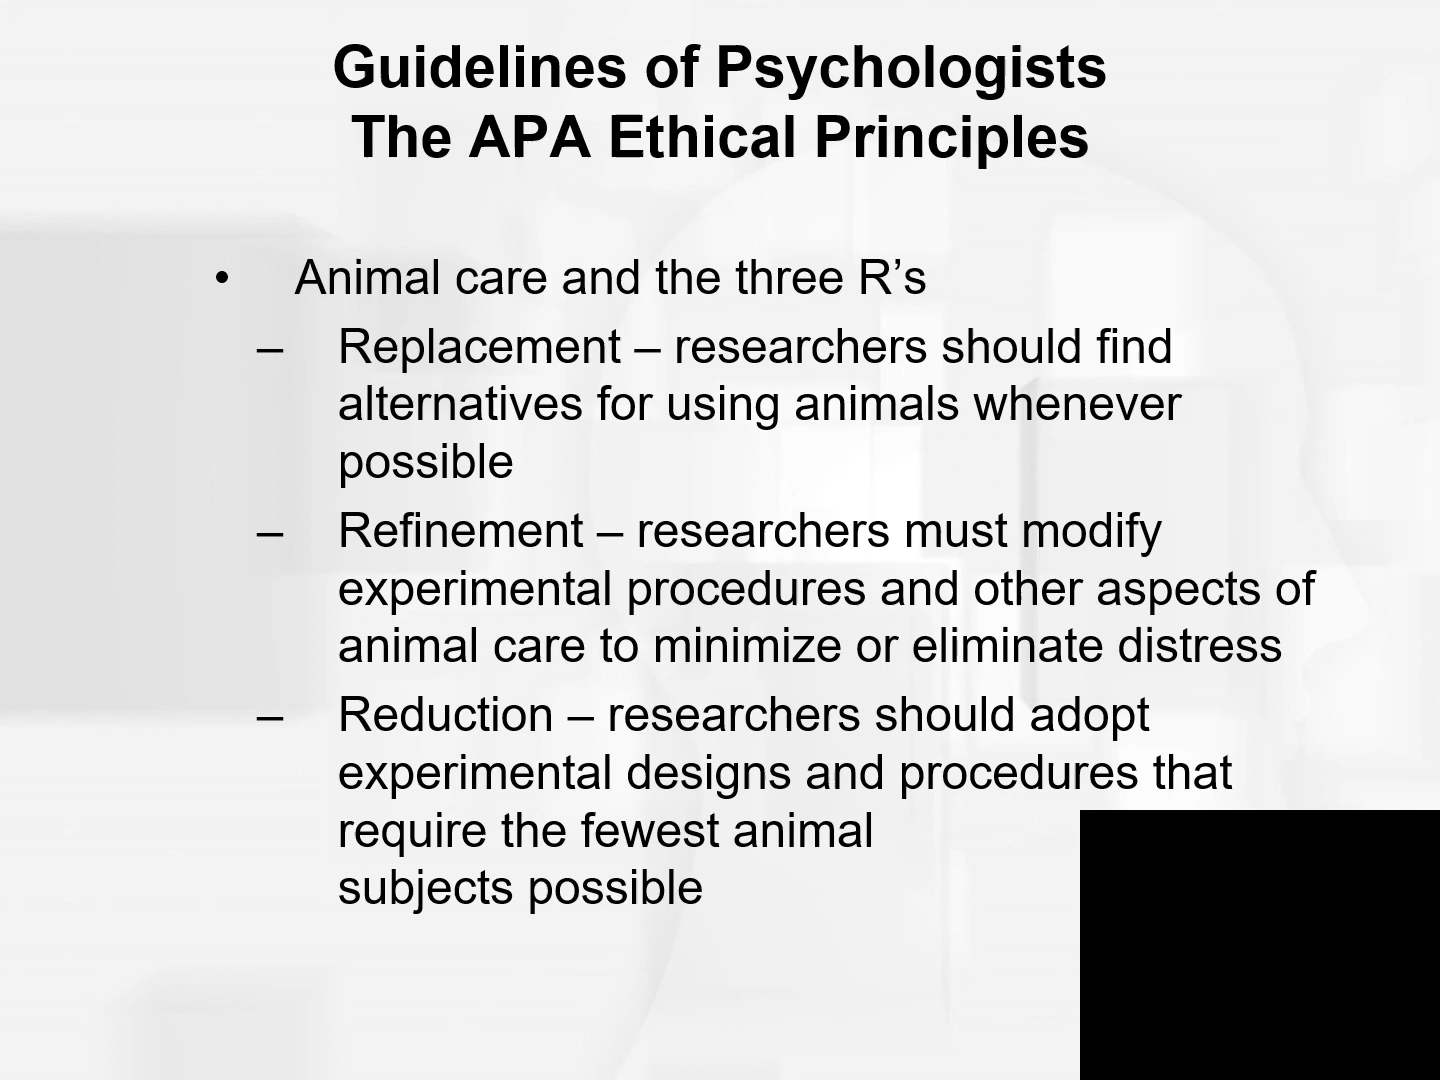 Guidelines of Psychologists
The APA Ethical Principles
• Animal care and the three R’s
– Replacement – researchers should find
alternatives for using animals whenever
possible
– Refinement – researchers must modify
experimental procedures and other aspects of
animal care to minimize or eliminate distress
– Reduction – researchers should adopt
experimental designs and procedures that
require the fewest animal
subjects possible